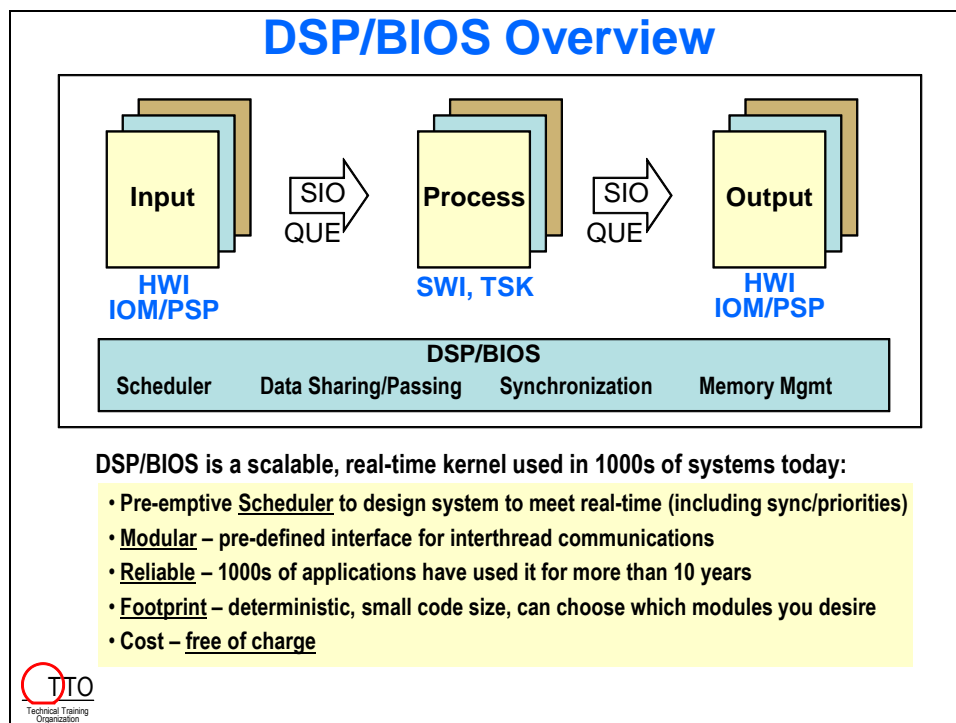 DSP/BIOS Overview
Input
SIO
QUE
Process
SIO
QUE
Output
HWI
IOM/PSP
SWI, TSK
HWI
IOM/PSP
DSP/BIOS
Scheduler Data Sharing/Passing Synchronization Memory Mgmt
DSP/BIOS is a scalable, real-time kernel used in 1000s of systems today:
• Pre-emptive Scheduler to design system to meet real-time (including sync/priorities)
• Modular – pre-defined interface for interthread communications
• Reliable – 1000s of applications have used it for more than 10 years
• Footprint – deterministic, small code size, can choose which modules you desire
• Cost – free of charge
TTO
Technical Training
Organization